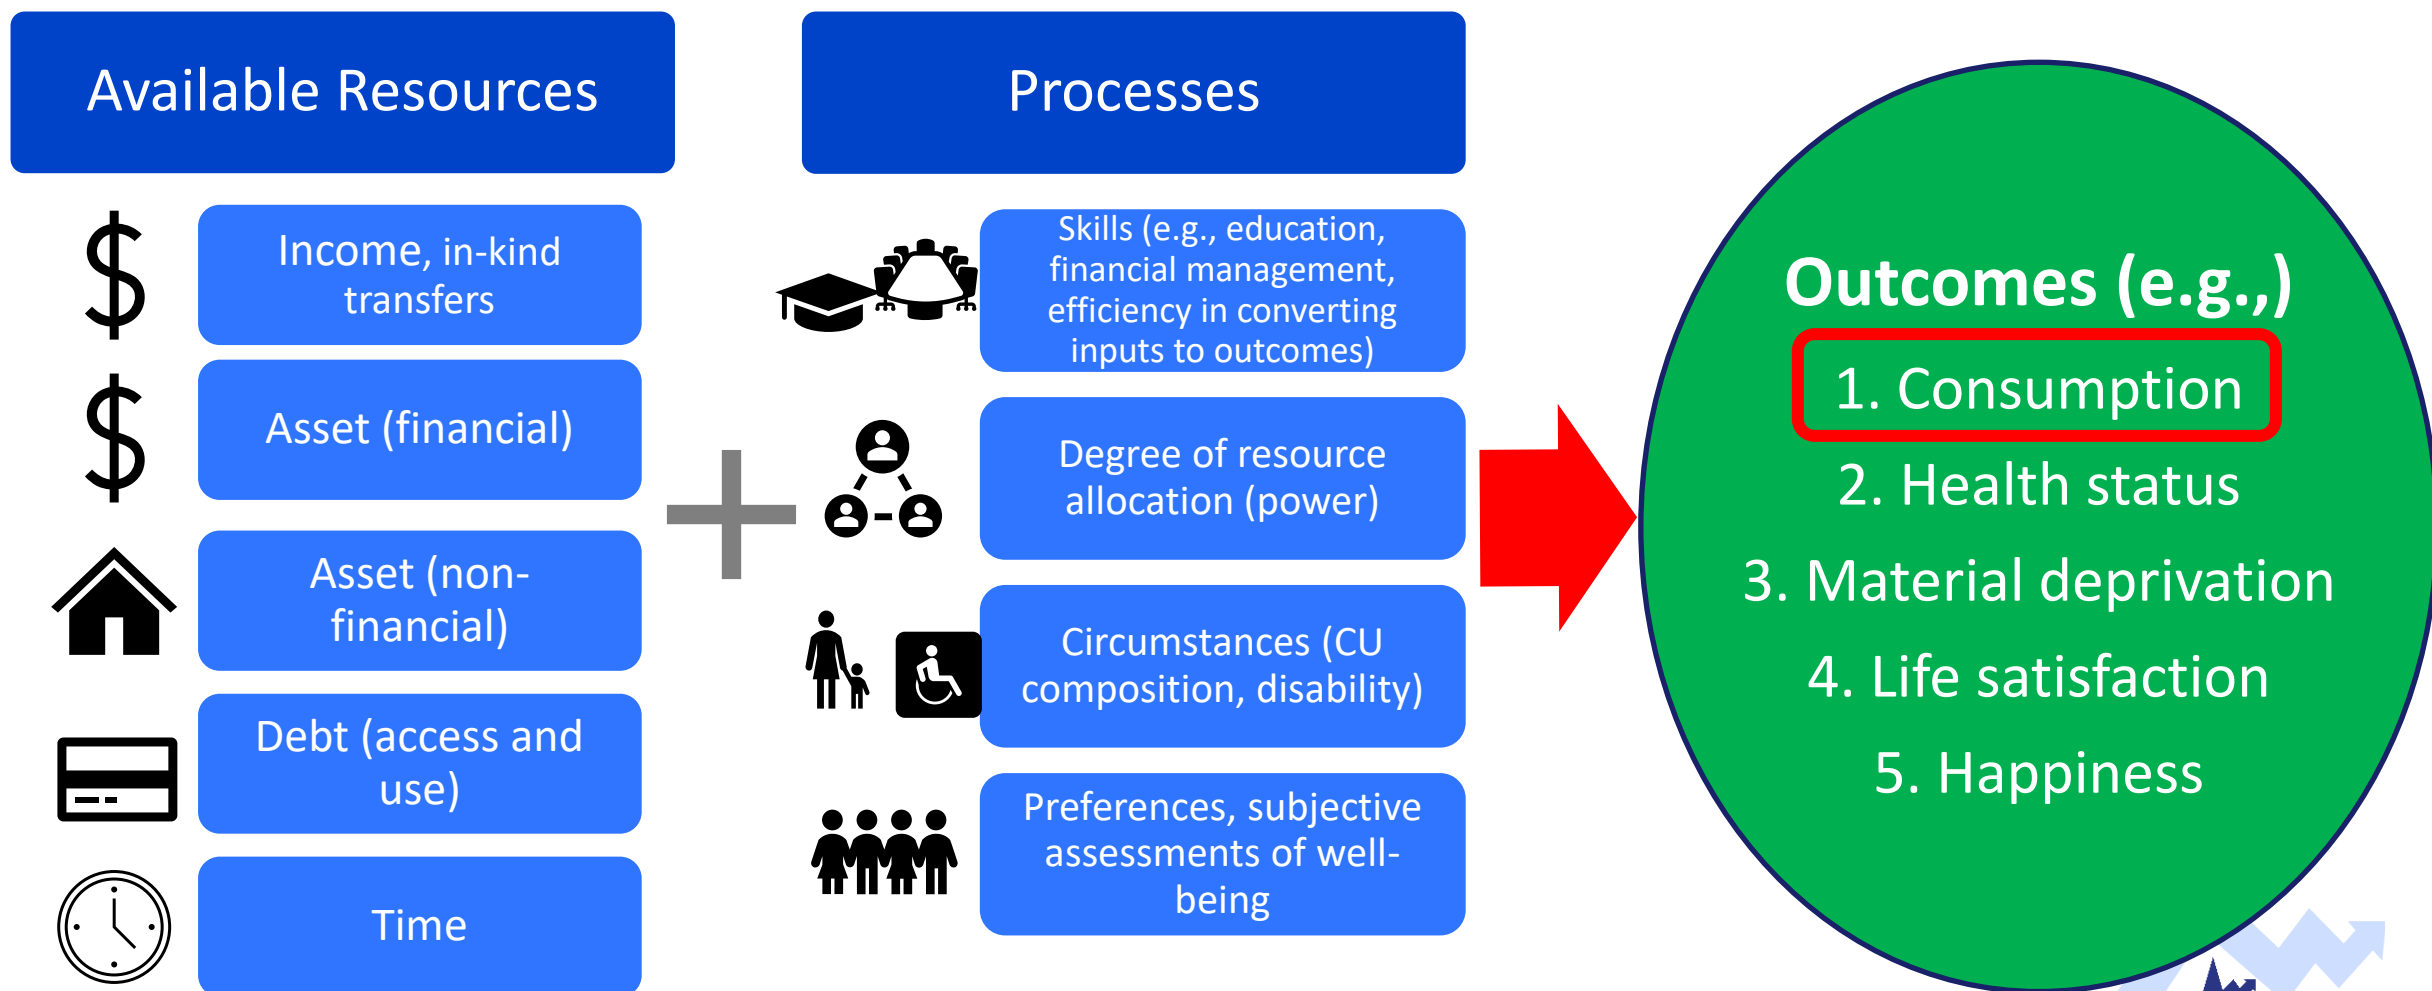 Available Resources
Income, in-kind
transfers
Asset (financial)
Asset (non-
financial)
Debt (access and
use)
Time
Processes
Skills (e.g., education,
financial management,
efficiency in converting
inputs to outcomes)
Degree of resource
allocation (power)
Circumstances (CU
composition, disability)
Preferences, subjective
assessments of well-
being
Outcomes (e.g.,)
1. Consumption
2. Health status
3. Material deprivation
4. Life satisfaction
5. Happiness